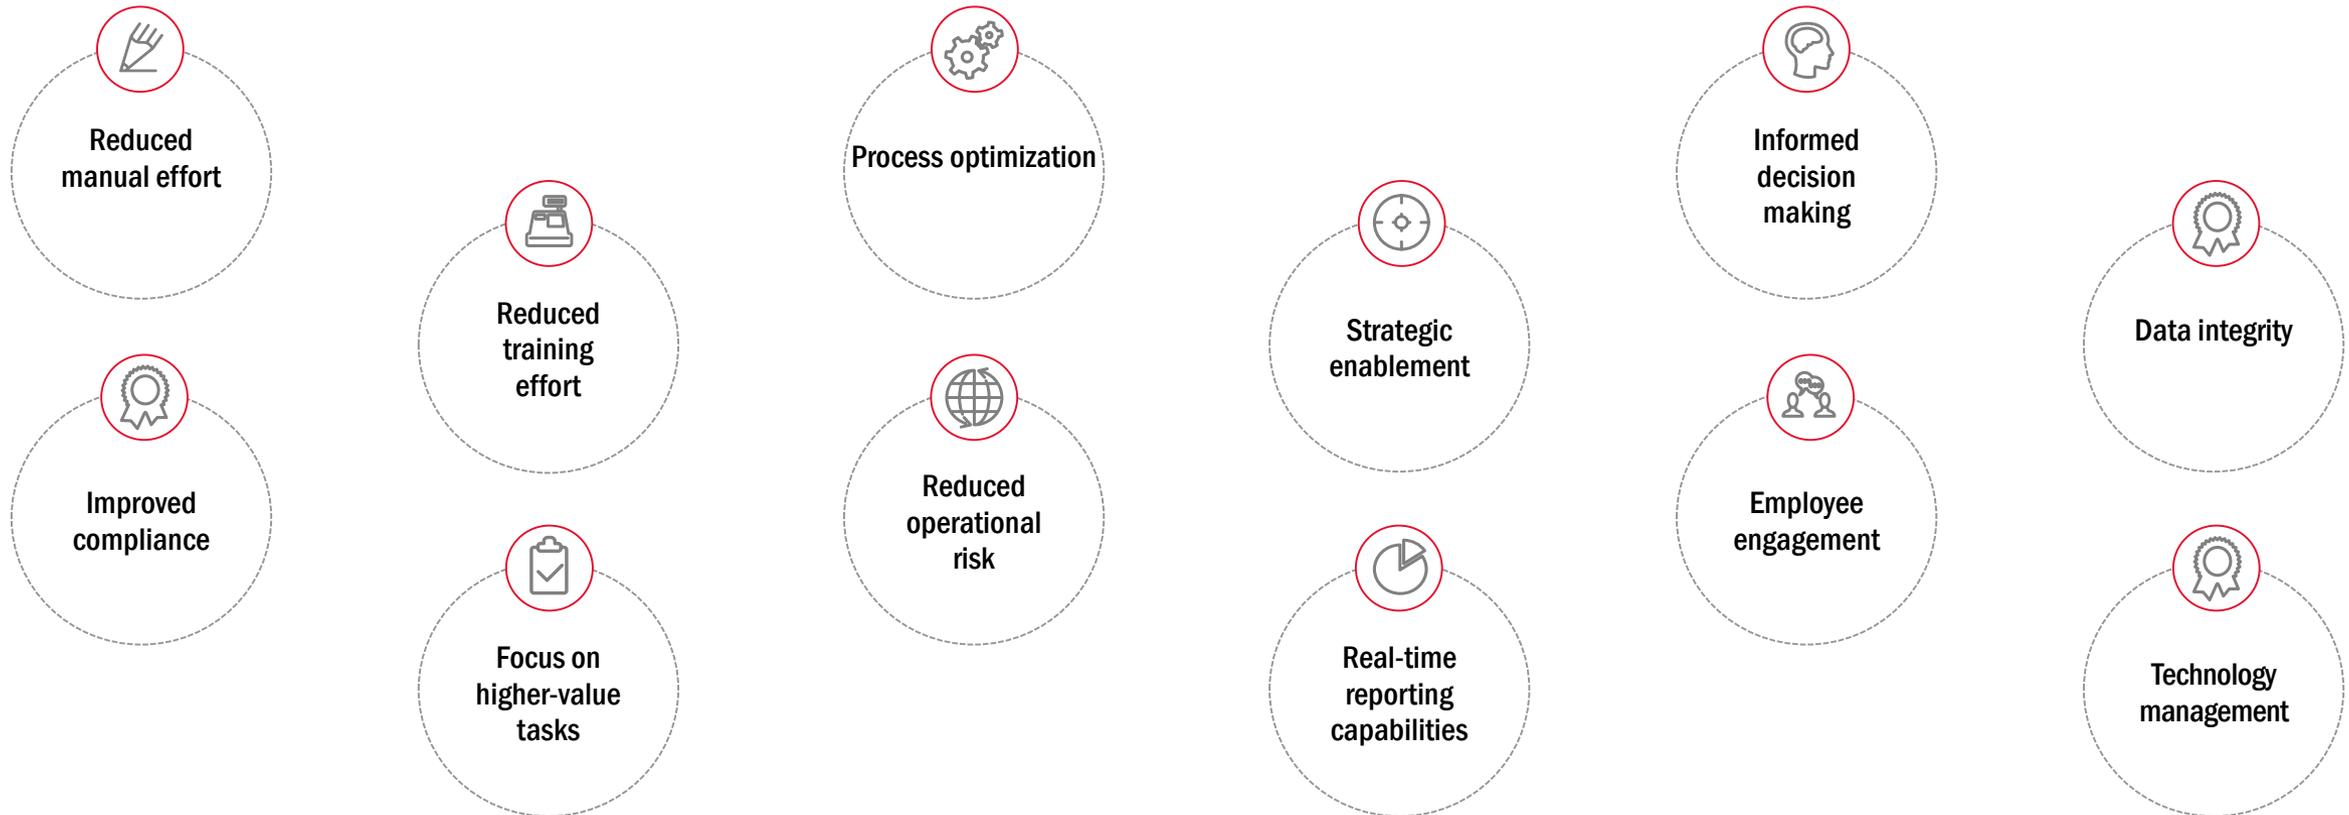 Reduced
manual effort
Process optimization
Informed
decision
making
Reduced
training
effort
Strategic
enablement
Data integrity
Improved
compliance
Reduced
operational
risk
Employee
engagement
Focus on
higher-value
tasks
Real-time
reporting
capabilities
Technology
management